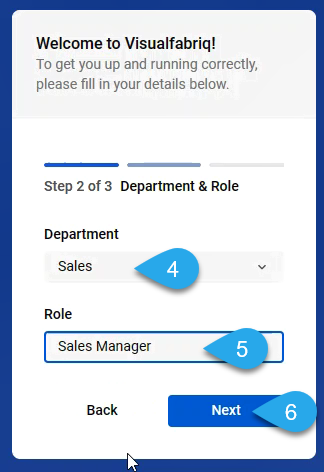 Welcome to Visualfabriq!
To get you up and running correctly,
please fill in your details below.
Step 2 of 3 Department & Role
Department
Sales 4
Role
Sales Manager 5
Back Next 6